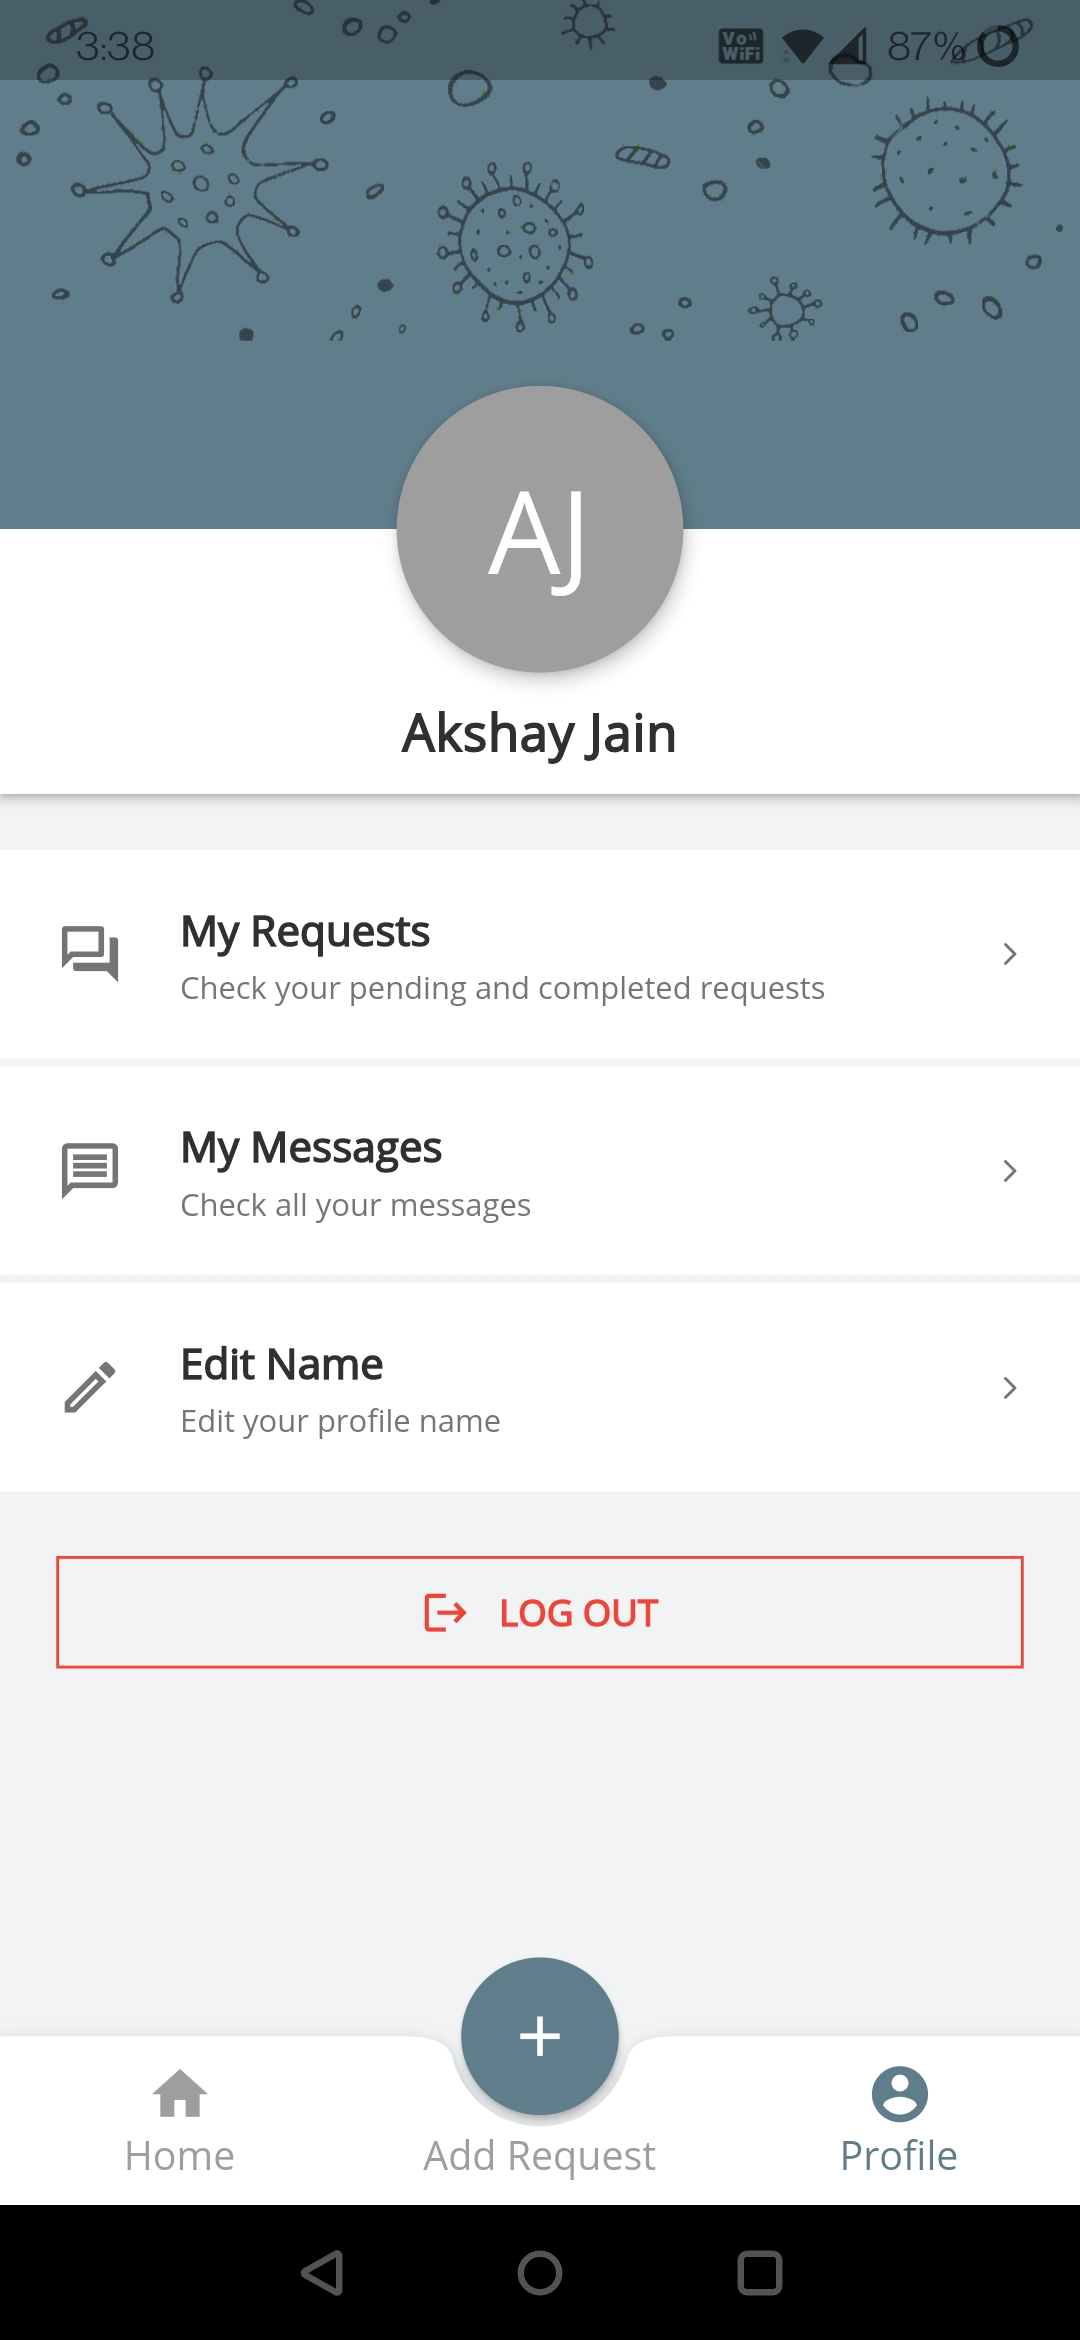 3:38
Vo WiFi 87%
AJ
Akshay Jain
My Requests
Check your pending and completed requests
My Messages
Check all your messages
Edit Name
Edit your profile name
LOG OUT
Home
Add Request
Profile